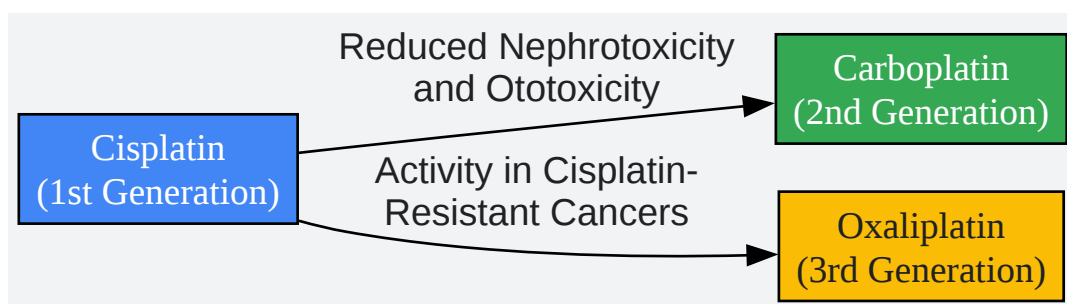 Reduced Nephrotoxicity
and Ototoxicity
Carboplatin
(2nd Generation)
Cisplatin
(1st Generation)
Activity in Cisplatin-
Resistant Cancers
Oxaliplatin
(3rd Generation)